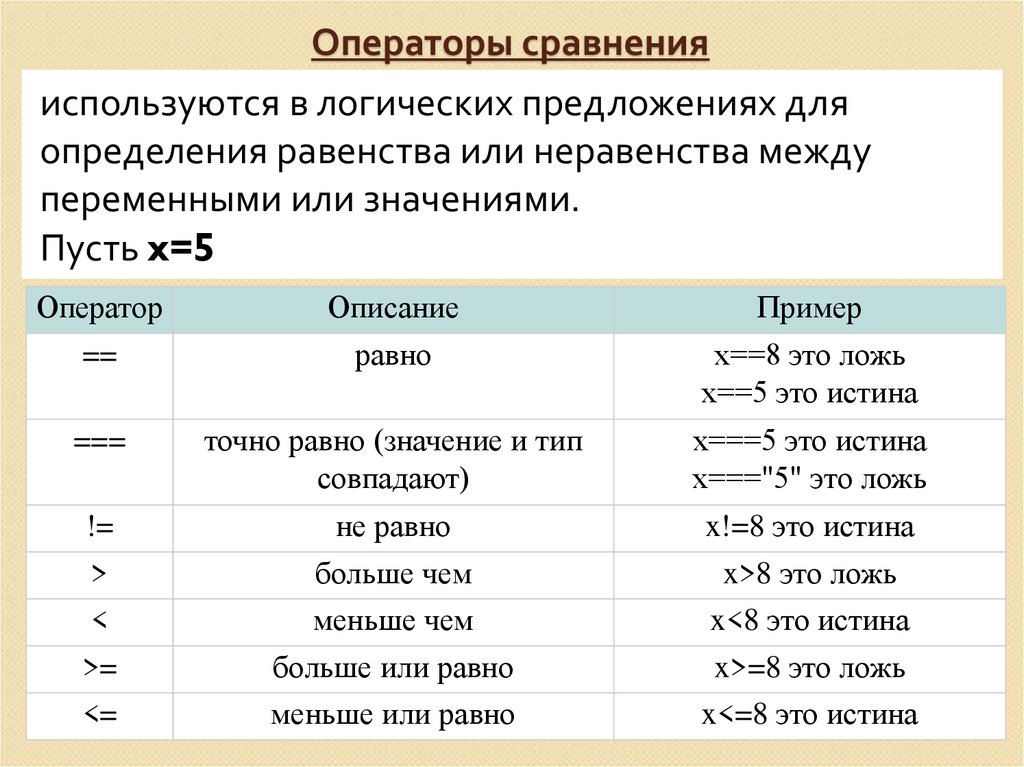 Операторы сравнения
используются в логических предложениях для
определения равенства или неравенства между
переменными или значениями.
Пусть x=5
Оператор Описание Пример
== равно x==8 это ложь
x==5 это истина
=== точно равно (значение и тип
совпадают)
x===5 это истина
x==="5" это ложь
!= не равно x!=8 это истина
> больше чем x>8 это ложь
< меньше чем x<8 это истина
>= больше или равно x>=8 это ложь
<= меньше или равно x<=8 это истина